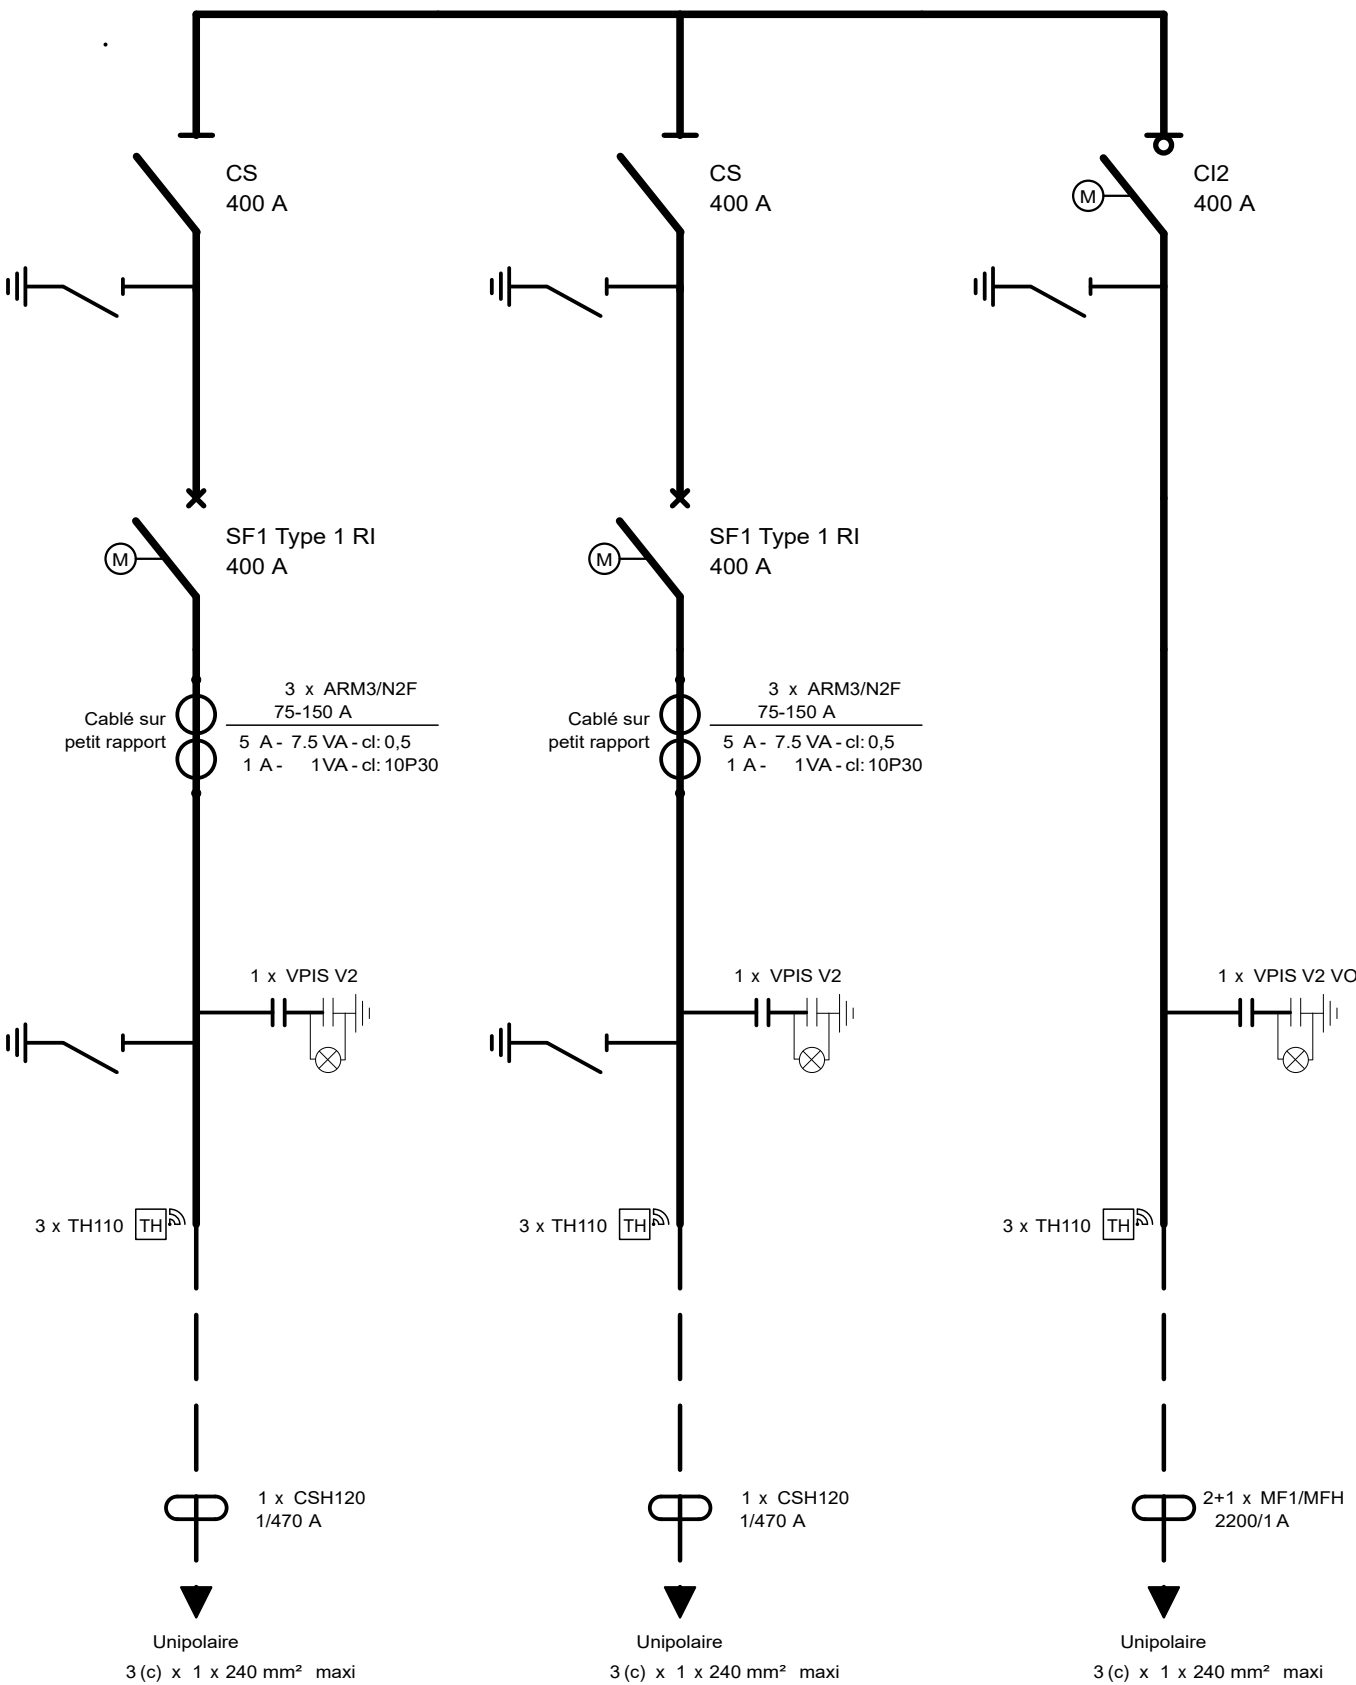 CS
400 A
CS
400 A
M
CI2
400 A
M
SF1 Type 1 RI
400 A
M
SF1 Type 1 RI
400 A
Cablé sur
petit rapport
3 x ARM3/N2F
75-150 A
5 A - 7.5 VA - cl: 0,5
1 A - 1 VA - cl: 10P30
Cablé sur
petit rapport
3 x ARM3/N2F
75-150 A
5 A - 7.5 VA - cl: 0,5
1 A - 1 VA - cl: 10P30
1 x VPIS V2
1 x VPIS V2
1 x VPIS V2 VO
3 x TH110 TH
3 x TH110 TH
3 x TH110 TH
1 x CSH120
1/470 A
1 x CSH120
1/470 A
2+1 x MF1/MFH
2200/1 A
Unipolaire
3 (c) x 1 x 240 mm² maxi
Unipolaire
3 (c) x 1 x 240 mm² maxi
Unipolaire
3 (c) x 1 x 240 mm² maxi